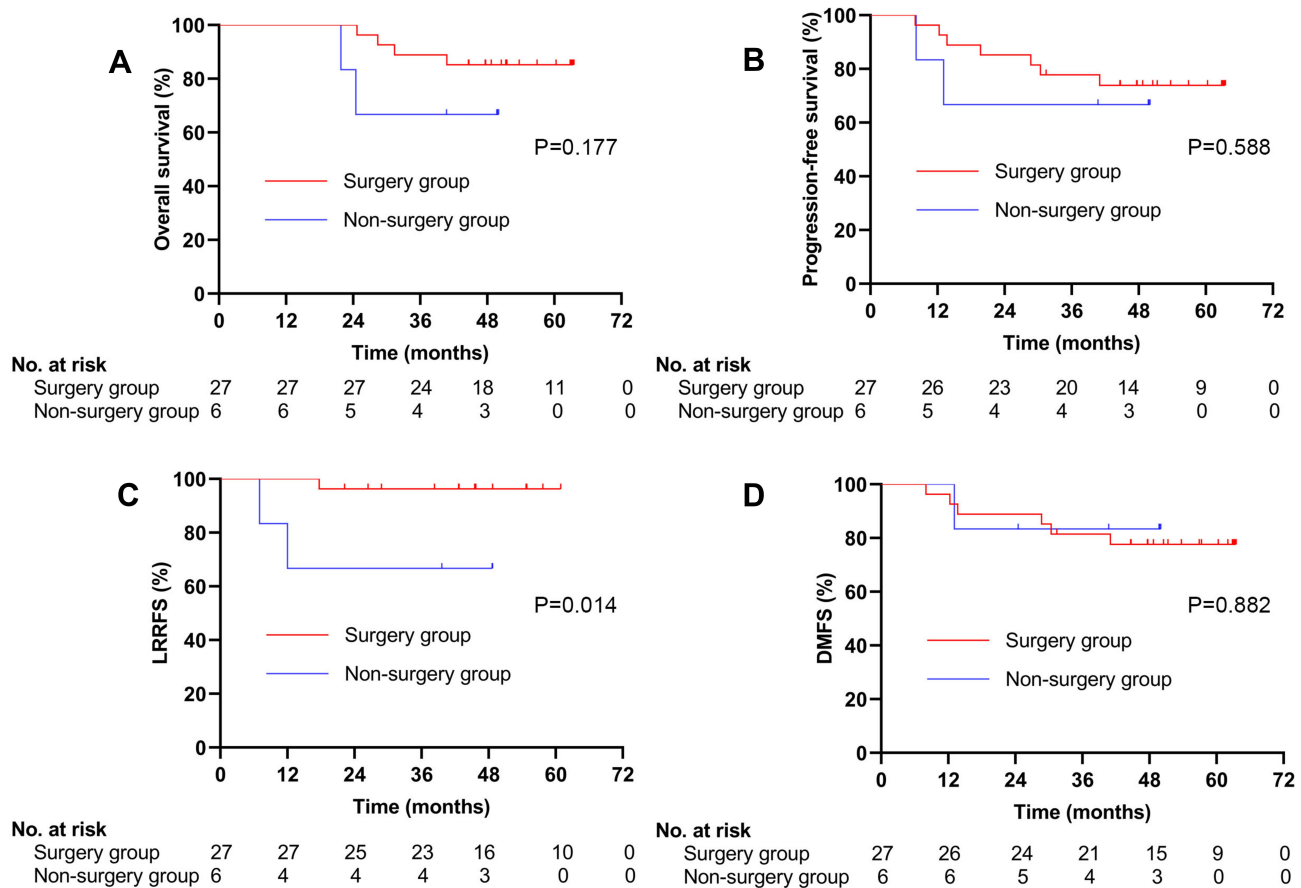 A
Overall survival (%)
100
80
60
40
20
0
P=0.177
Surgery group
Non-surgery group
0 12 24 36 48 60 72
Time (months)
No. at risk
Surgery group 27 27 27 24 18 11 0
Non-surgery group 6 6 5 4 3 0 0
B
Progression-free survival (%)
100
80
60
40
20
0
P=0.588
Surgery group
Non-surgery group
0 12 24 36 48 60 72
Time (months)
No. at risk
Surgery group 27 26 23 20 14 9 0
Non-surgery group 6 5 4 4 3 0 0
C
LRRFS (%)
100
80
60
40
20
0
P=0.014
Surgery group
Non-surgery group
0 12 24 36 48 60 72
Time (months)
No. at risk
Surgery group 27 27 25 23 16 10 0
Non-surgery group 6 4 4 4 3 0 0
D
DMFS (%)
100
80
60
40
20
0
P=0.882
Surgery group
Non-surgery group
0 12 24 36 48 60 72
Time (months)
No. at risk
Surgery group 27 26 24 21 15 9 0
Non-surgery group 6 6 5 4 3 0 0